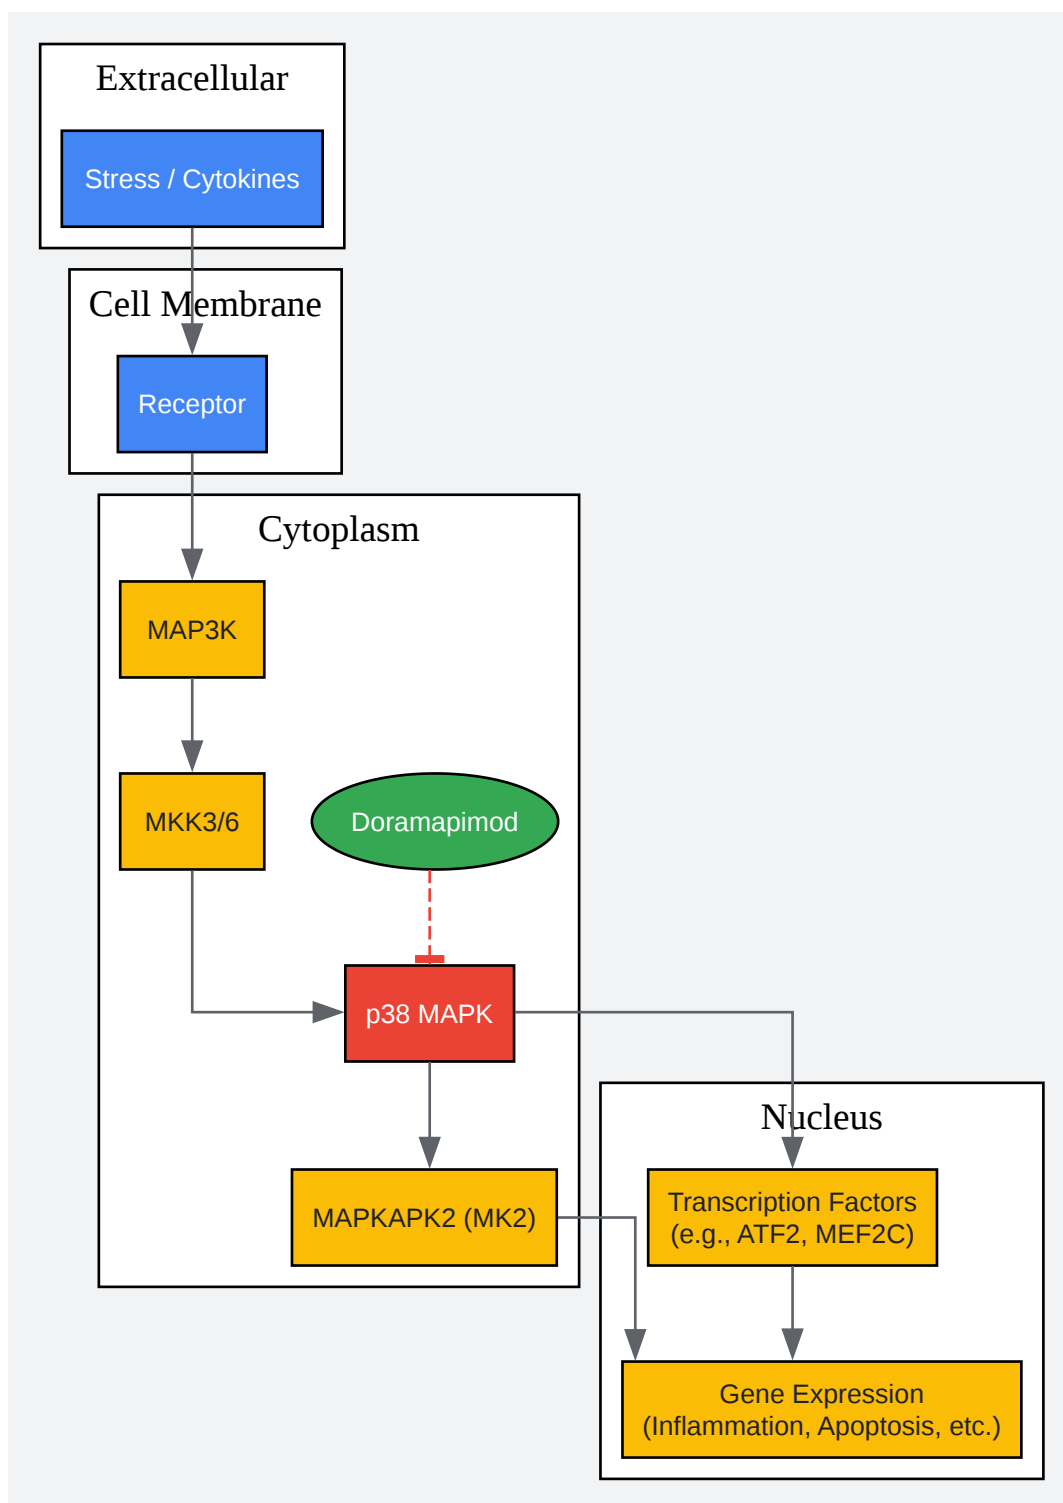 Extracellular
Stress / Cytokines
Cell Membrane
Receptor
Cytoplasm
MAP3K
MKK3/6
Doramapimod
p38 MAPK
MAPKAPK2 (MK2)
Nucleus
Transcription Factors
(e.g., ATF2, MEF2C)
Gene Expression
(Inflammation, Apoptosis, etc.)